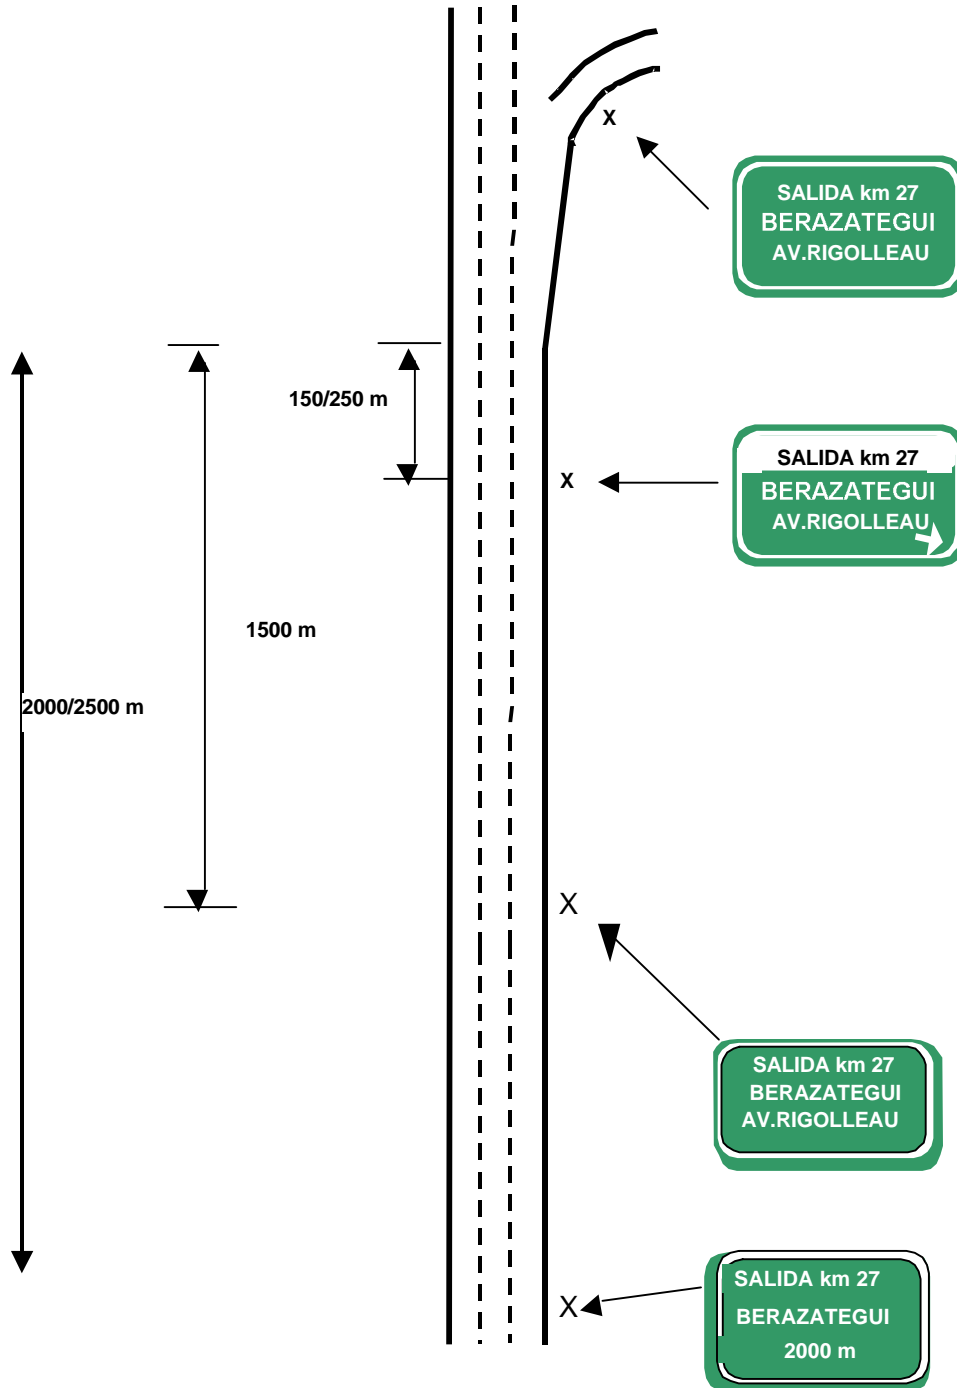 X
SALIDA km 27
BERAZATEGUI
AV.RIGOLLEAU
150/250 m
X
SALIDA km 27
BERAZATEGUI
AV.RIGOLLEAU
1500 m
2000/2500 m
X
SALIDA km 27
BERAZATEGUI
AV.RIGOLLEAU
X
SALIDA km 27
BERAZATEGUI
2000 m